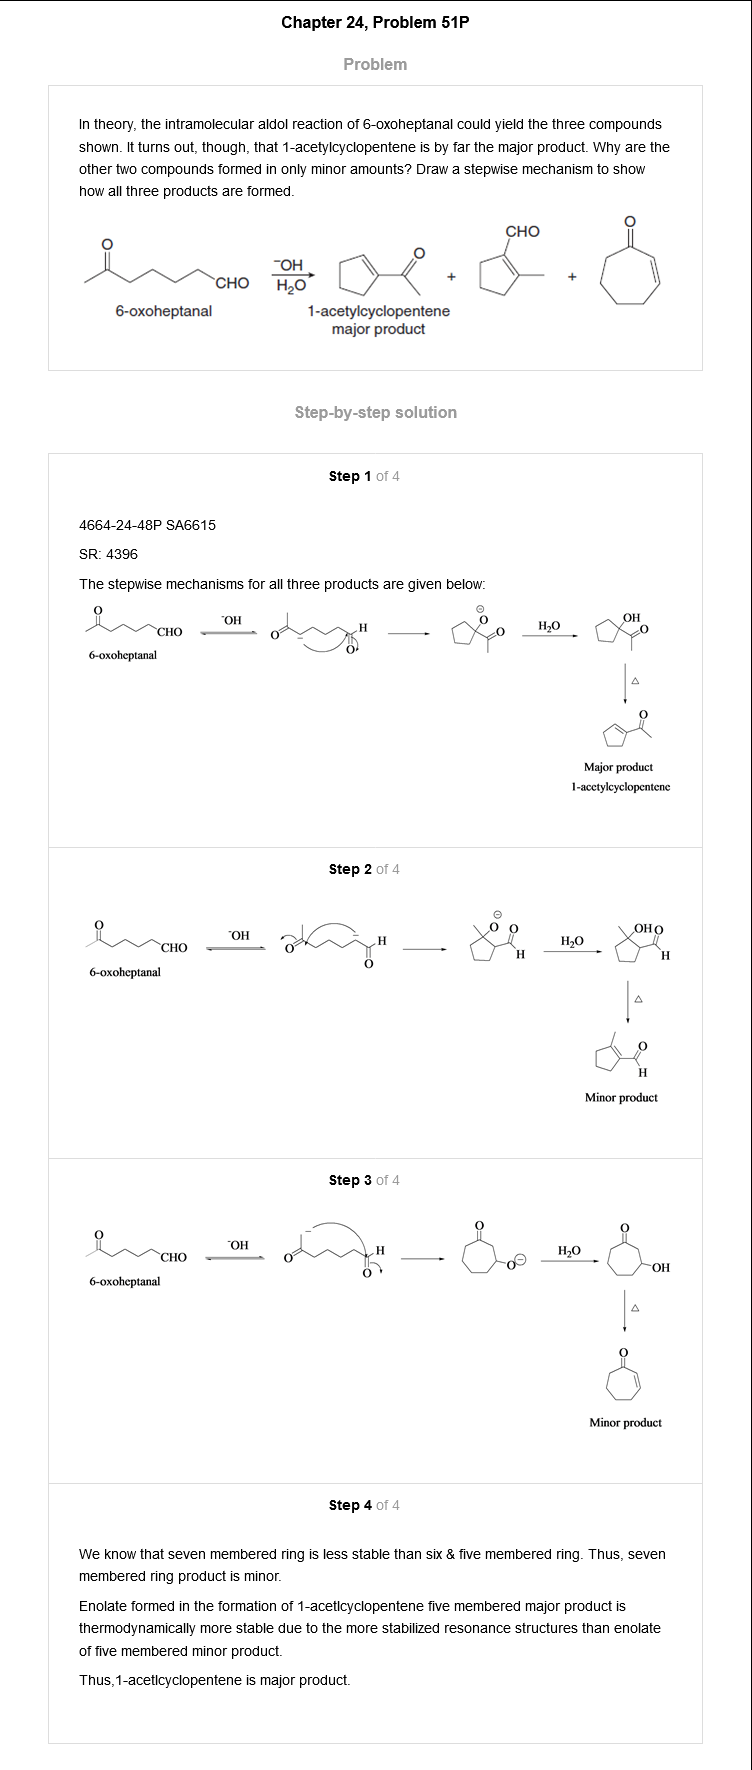 Chapter 24, Problem 51P
Problem
In theory, the intramolecular aldol reaction of 6-oxoheptanal could yield the three compounds
shown. It turns out, though, that 1-acetylcyclopentene is by far the major product. Why are the
other two compounds formed in only minor amounts? Draw a stepwise mechanism to show
how all three products are formed.
O
CHO
6-oxoheptanal
⁻OH
H₂O
O
1-acetylcyclopentene
major product
+
CHO
+
O
Step-by-step solution
Step 1 of 4
4664-24-48P SA6615
SR: 4396
The stepwise mechanisms for all three products are given below:
O
CHO
6-oxoheptanal
⁻OH
O
H
O
⊖
O
O
H₂O
OH
O
△
O
Major product
1-acetylcyclopentene
Step 2 of 4
O
CHO
6-oxoheptanal
⁻OH
O
H
O
⊖
O O
H
H₂O
OH O
H
△
O
H
Minor product
Step 3 of 4
O
CHO
6-oxoheptanal
⁻OH
O
H
O
O
O⊖
H₂O
O
OH
△
O
Minor product
Step 4 of 4
We know that seven membered ring is less stable than six & five membered ring. Thus, seven
membered ring product is minor.
Enolate formed in the formation of 1-acetlcyclopentene five membered major product is
thermodynamically more stable due to the more stabilized resonance structures than enolate
of five membered minor product.
Thus,1-acetlcyclopentene is major product.